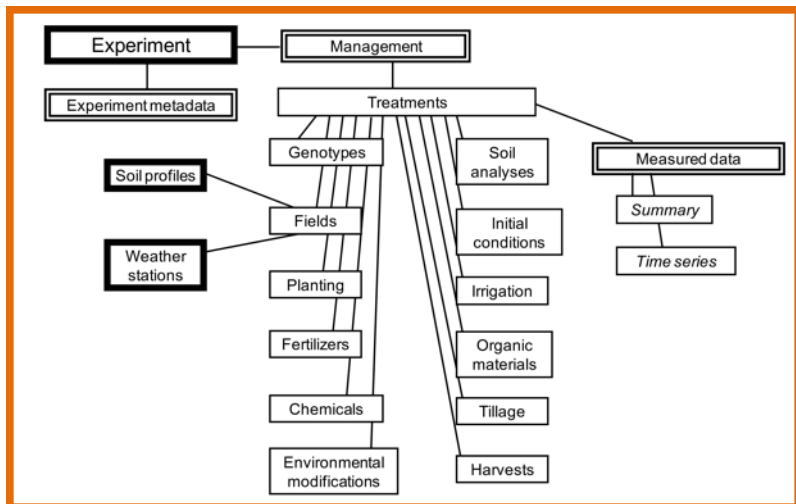 Experiment
Management
Experiment metadata
Treatments
Genotypes
Soil
analyses
Measured data
Soil profiles
Summary
Fields
Initial
conditions
Weather
stations
Time series
Planting
Irrigation
Fertilizers
Organic
materials
Chemicals
Tillage
Environmental
modifications
Harvests